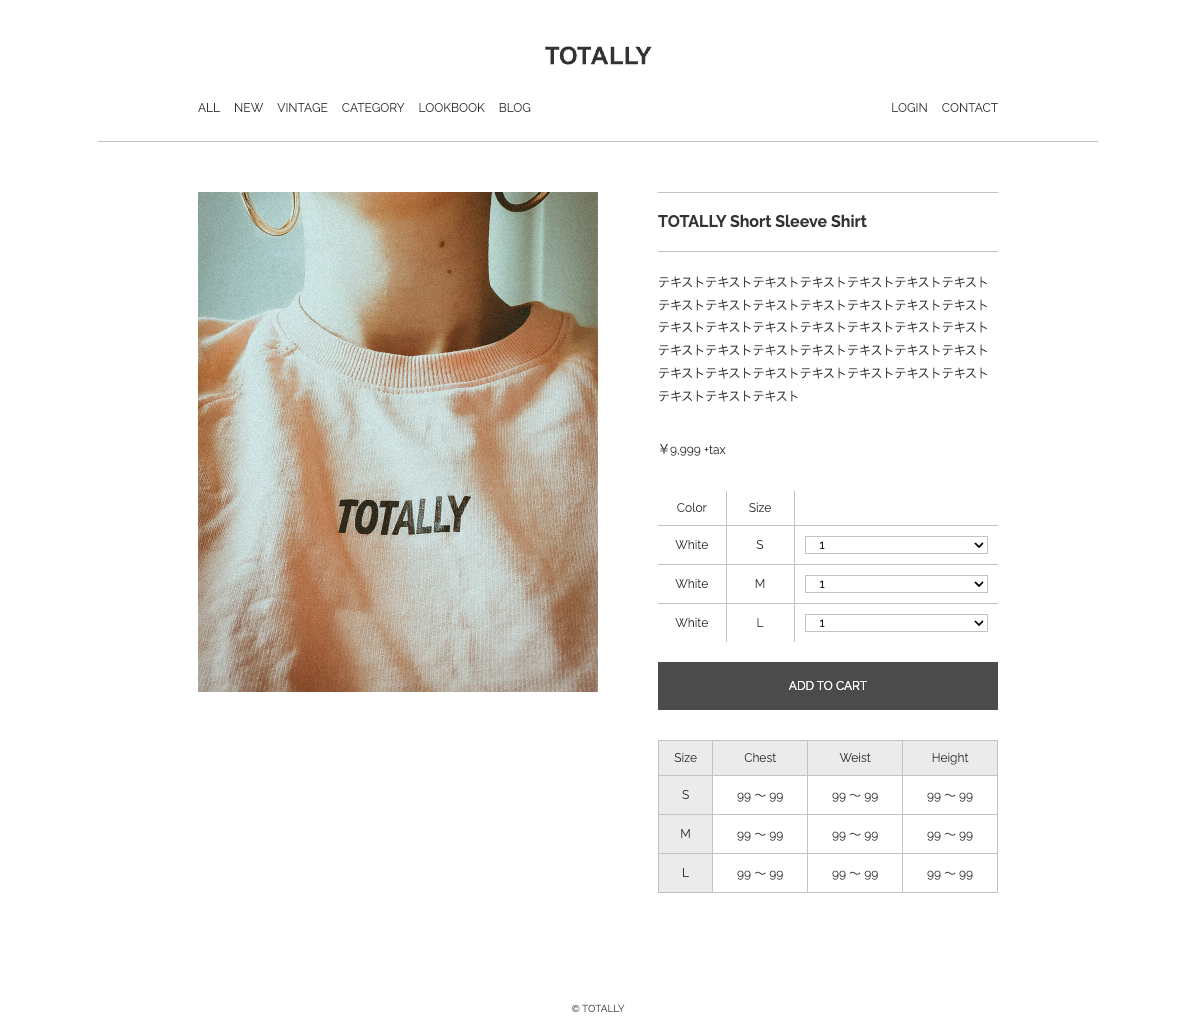 TOTALLY
ALL NEW VINTAGE CATEGORY LOOKBOOK BLOG LOGIN CONTACT
TOTALLY
TOTALLY Short Sleeve Shirt
テキストテキストテキストテキストテキストテキストテキスト
テキストテキストテキストテキストテキストテキストテキスト
テキストテキストテキストテキストテキストテキストテキスト
テキストテキストテキストテキストテキストテキストテキスト
テキストテキストテキストテキストテキストテキストテキスト
テキストテキストテキスト
￥9,999 +tax
Color Size
White S 1
White M 1
White L 1
ADD TO CART
Size Chest Weist Height
S 99 〜 99 99 〜 99 99 〜 99
M 99 〜 99 99 〜 99 99 〜 99
L 99 〜 99 99 〜 99 99 〜 99
© TOTALLY